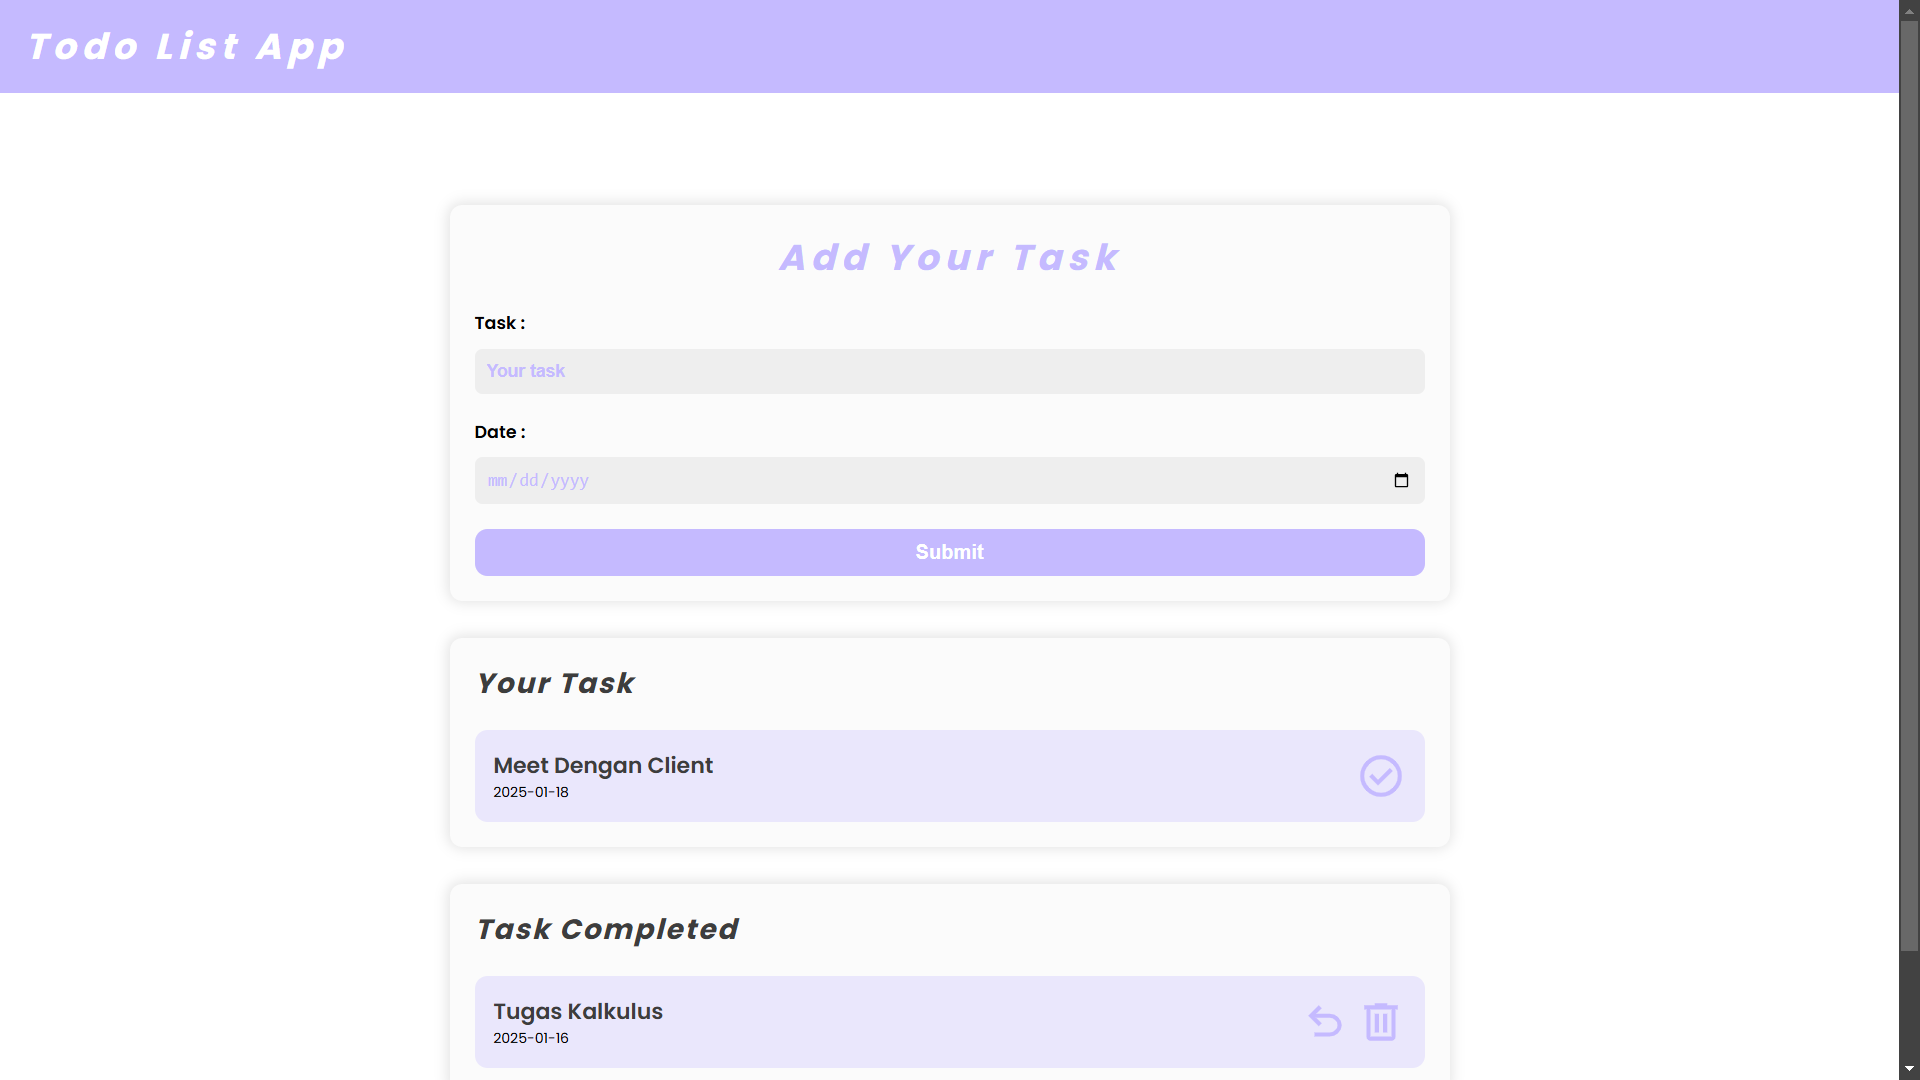 Todo List App
Add Your Task
Task :
Your task
Date :
mm/dd/yyyy
Submit
Your Task
Meet Dengan Client
2025-01-18
Task Completed
Tugas Kalkulus
2025-01-16